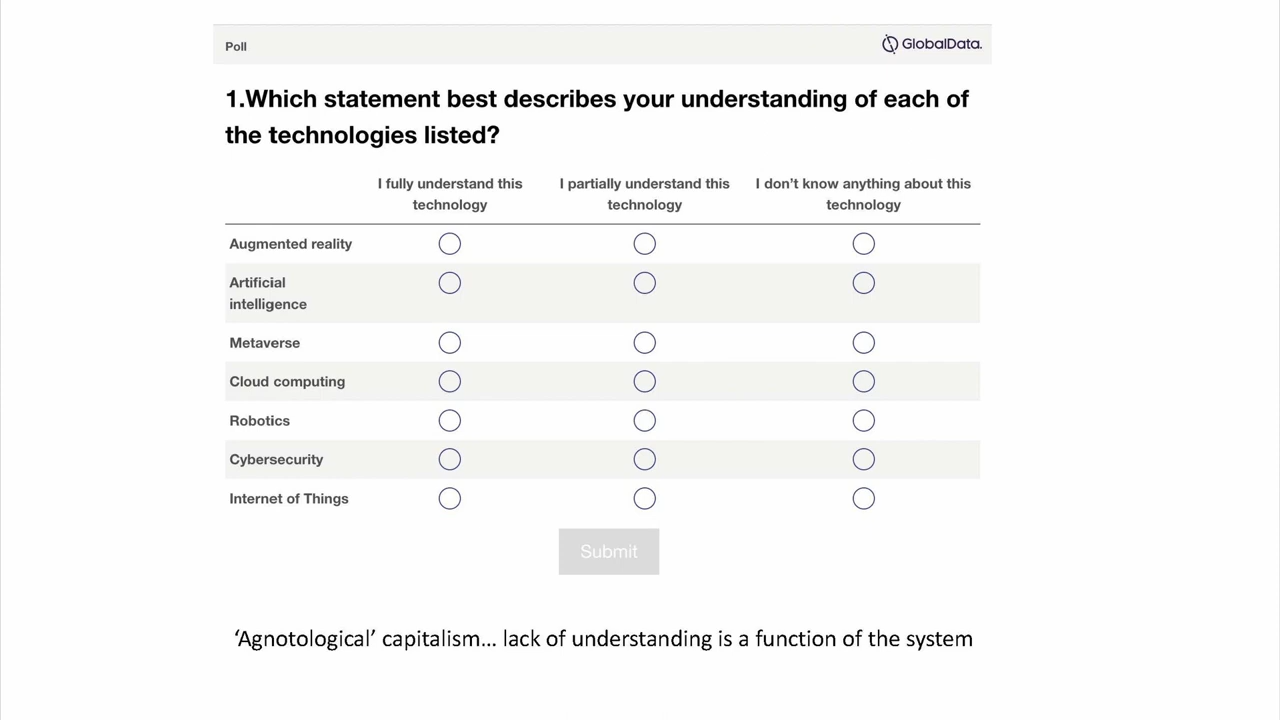 Poll
GlobalData.
1.Which statement best describes your understanding of each of
the technologies listed?
I fully understand this
technology
I partially understand this
technology
I don’t know anything about this
technology
Augmented reality
Artificial
intelligence
Metaverse
Cloud computing
Robotics
Cybersecurity
Internet of Things
Submit
‘Agnotological’ capitalism… lack of understanding is a function of the system